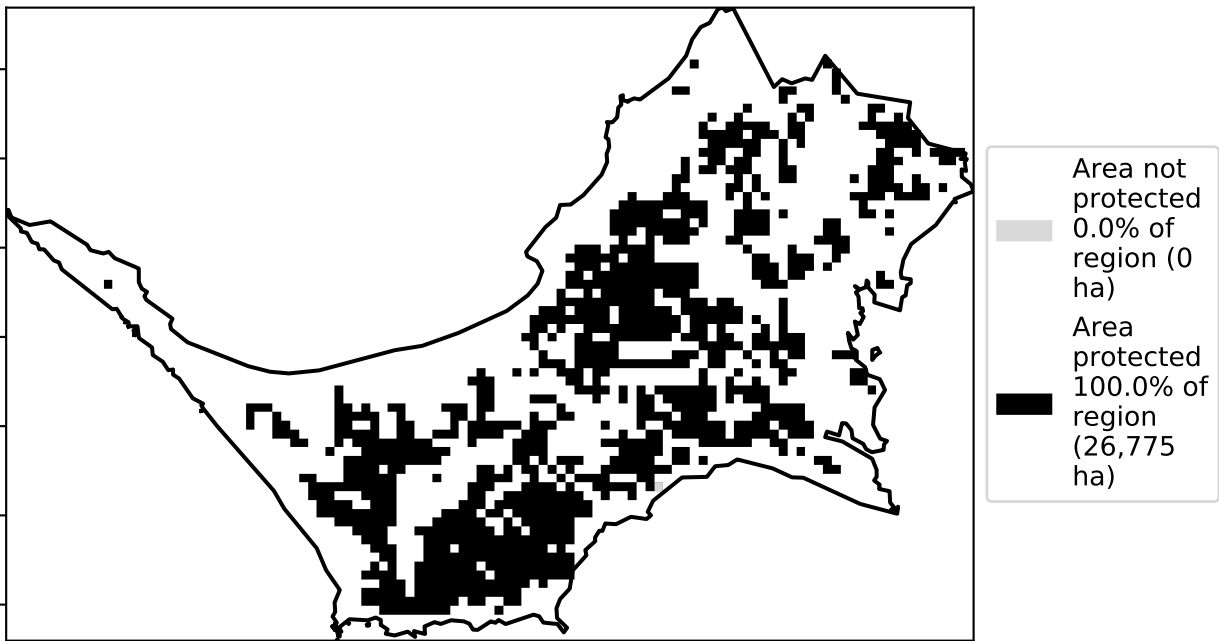 Area not
protected
0.0% of
region (0
ha)
Area
protected
100.0% of
region
(26,775
ha)